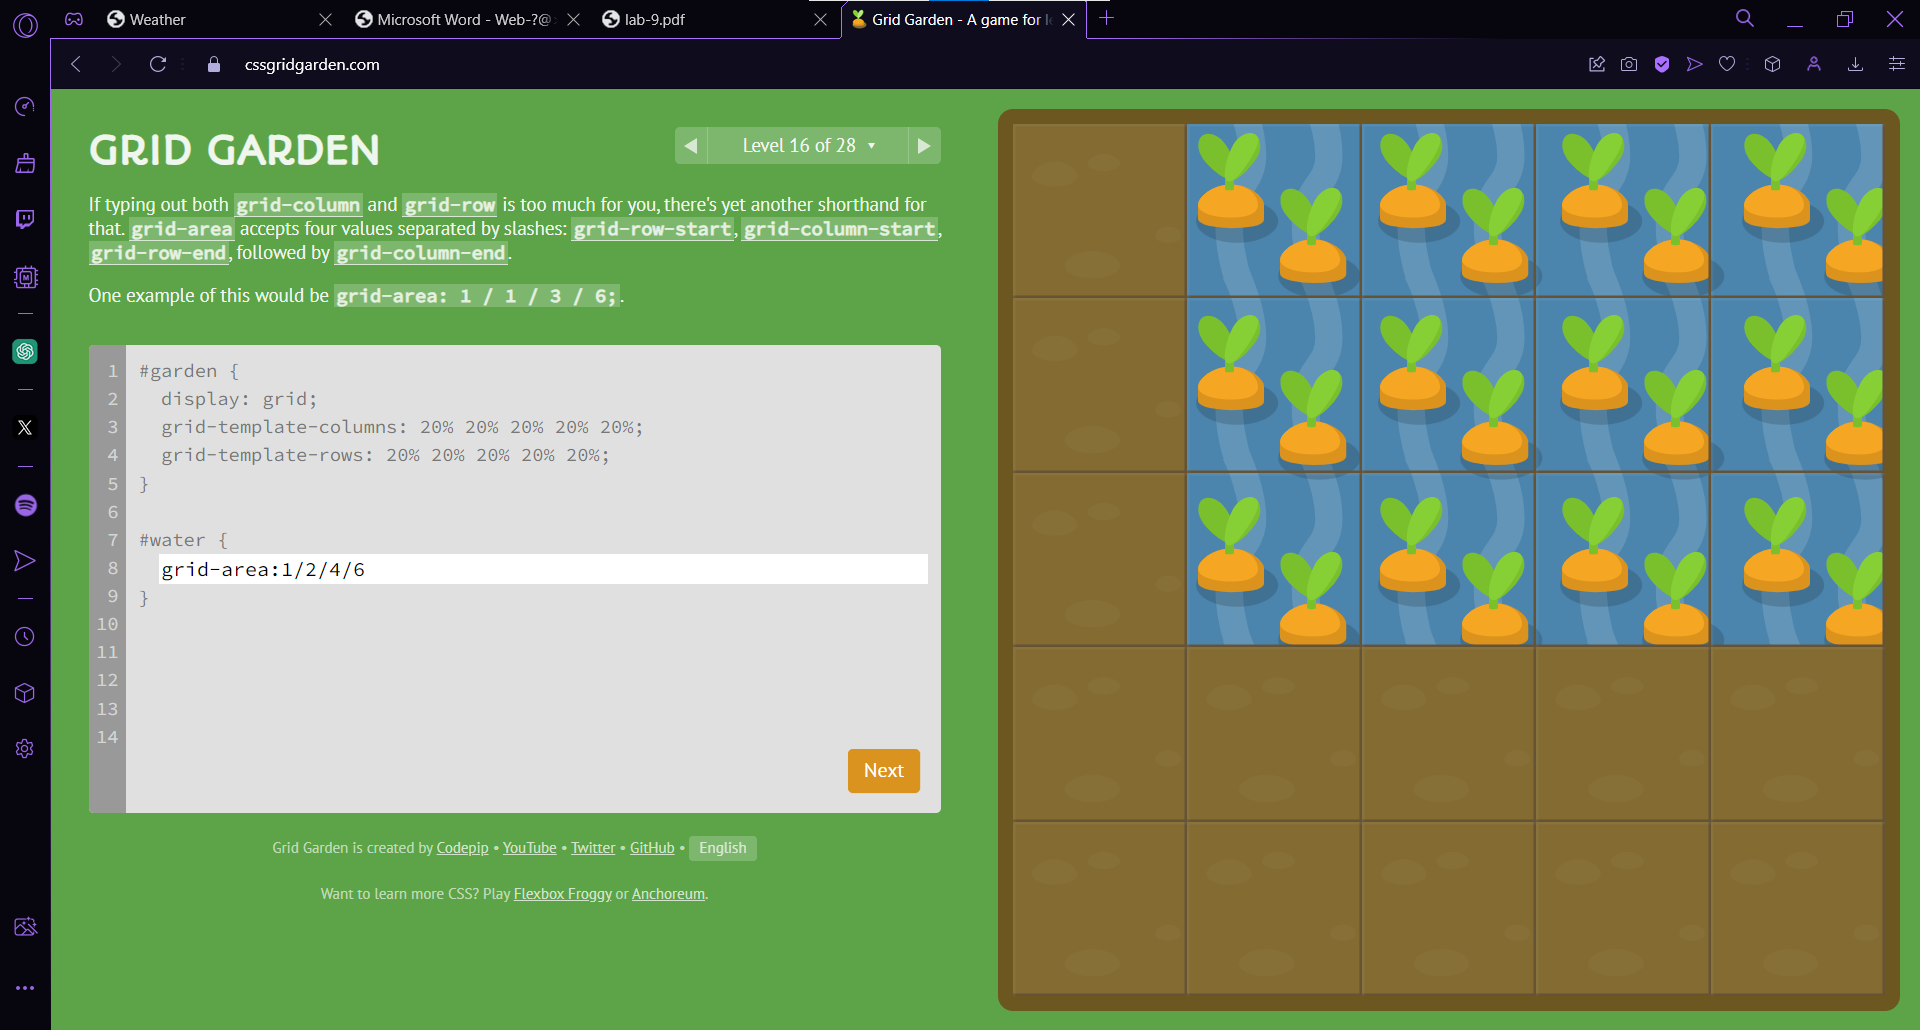 Weather
Microsoft Word - Web-?@
lab-9.pdf
Grid Garden - A game for l
cssgridgarden.com
GRID GARDEN
Level 16 of 28
If typing out both grid-column and grid-row is too much for you, there's yet another shorthand for
that. grid-area accepts four values separated by slashes: grid-row-start, grid-column-start,
grid-row-end, followed by grid-column-end.
One example of this would be grid-area: 1 / 1 / 3 / 6;.
1 #garden {
2 display: grid;
3 grid-template-columns: 20% 20% 20% 20% 20%;
4 grid-template-rows: 20% 20% 20% 20% 20%;
5 }
6
7 #water {
8 grid-area:1/2/4/6
9 }
10
11
12
13
14
Next
Grid Garden is created by Codepip • YouTube • Twitter • GitHub • English
Want to learn more CSS? Play Flexbox Froggy or Anchoreum.